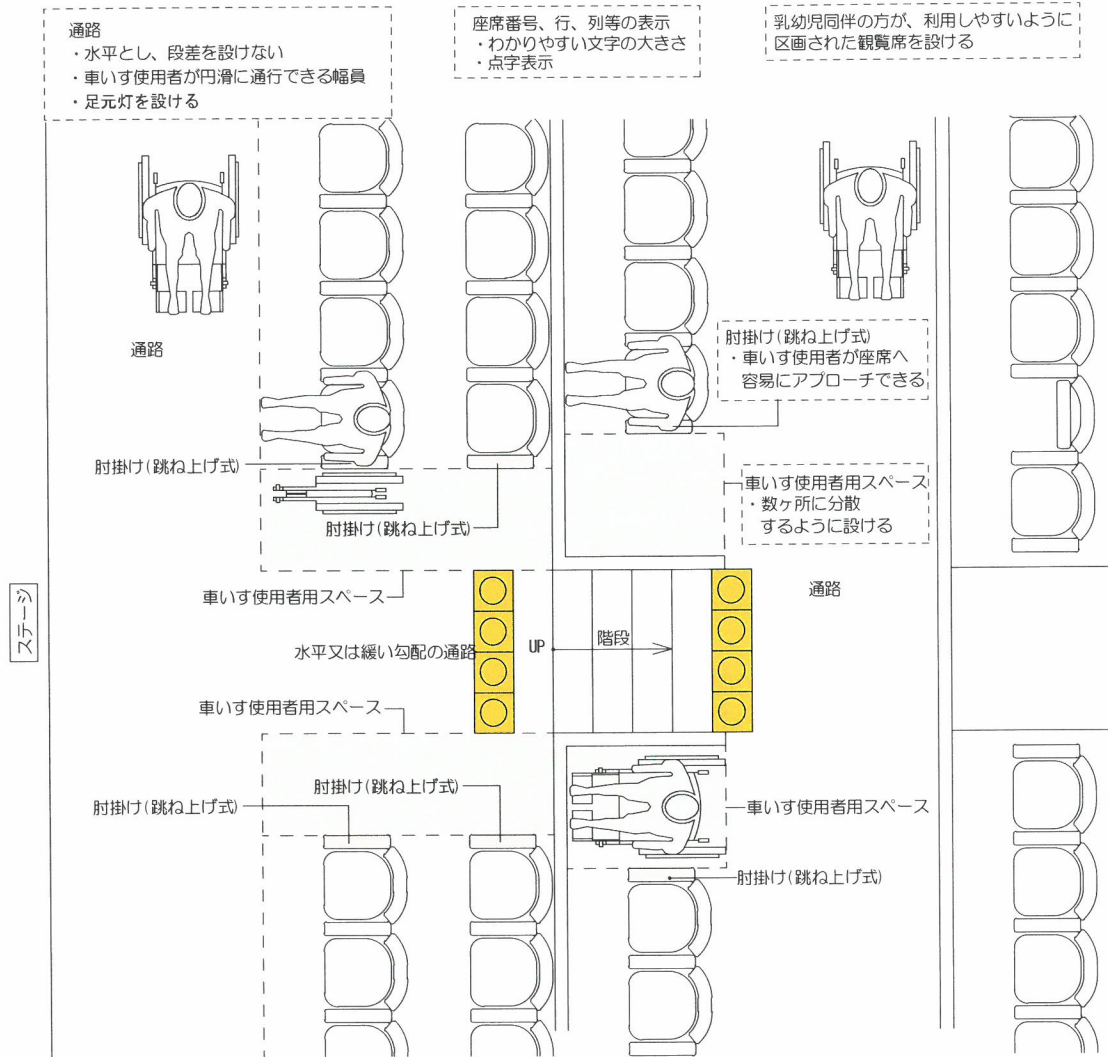 通路
・水平とし、段差を設けない
・車いす使用者が円滑に通行できる幅員
・足元灯を設ける
座席番号、行、列等の表示
・わかりやすい文字の大きさ
・点字表示
乳幼児同伴の方が、利用しやすいように
区画された観覧席を設ける
通路
肘掛け(跳ね上げ式)
・車いす使用者が座席へ
容易にアプローチできる
肘掛け(跳ね上げ式)
肘掛け(跳ね上げ式)
車いす使用者用スペース
・数ヶ所に分散
するように設ける
ステージ
車いす使用者用スペース
通路
水平又は緩い勾配の通路
UP
階段
車いす使用者用スペース
肘掛け(跳ね上げ式)
肘掛け(跳ね上げ式)
車いす使用者用スペース
肘掛け(跳ね上げ式)